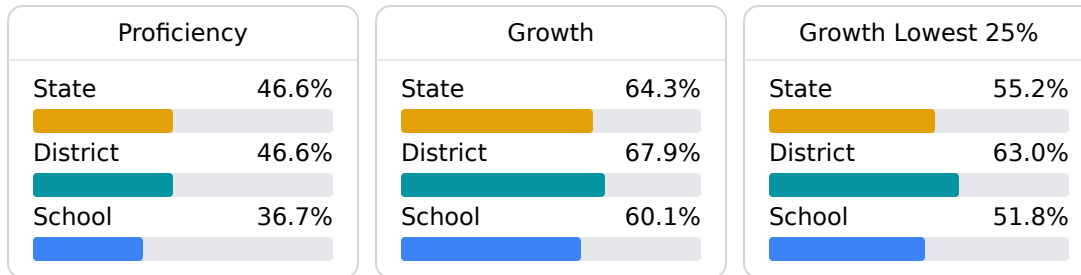 Proficiency
State 46.6%
District 46.6%
School 36.7%
Growth
State 64.3%
District 67.9%
School 60.1%
Growth Lowest 25%
State 55.2%
District 63.0%
School 51.8%